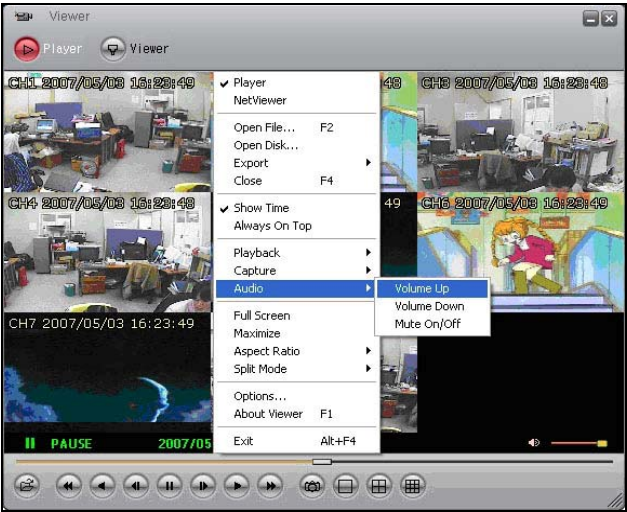 Viewer
Player Viewer
CH1 2007/05/03 16:23:49
48
CH3 2007/05/03 16:23:48
Player
NetViewer
Open File... F2
Open Disk...
Export
Close F4
CH4 2007/05/03 16:23:48
49
CH6 2007/05/03 16:23:49
Show Time
Always On Top
Playback
Capture
Audio
Volume Up
Volume Down
Mute On/Off
CH7 2007/05/03 16:23:49
Full Screen
Maximize
Aspect Ratio
Split Mode
Options...
About Viewer F1
Exit Alt+F4
PAUSE 2007/05